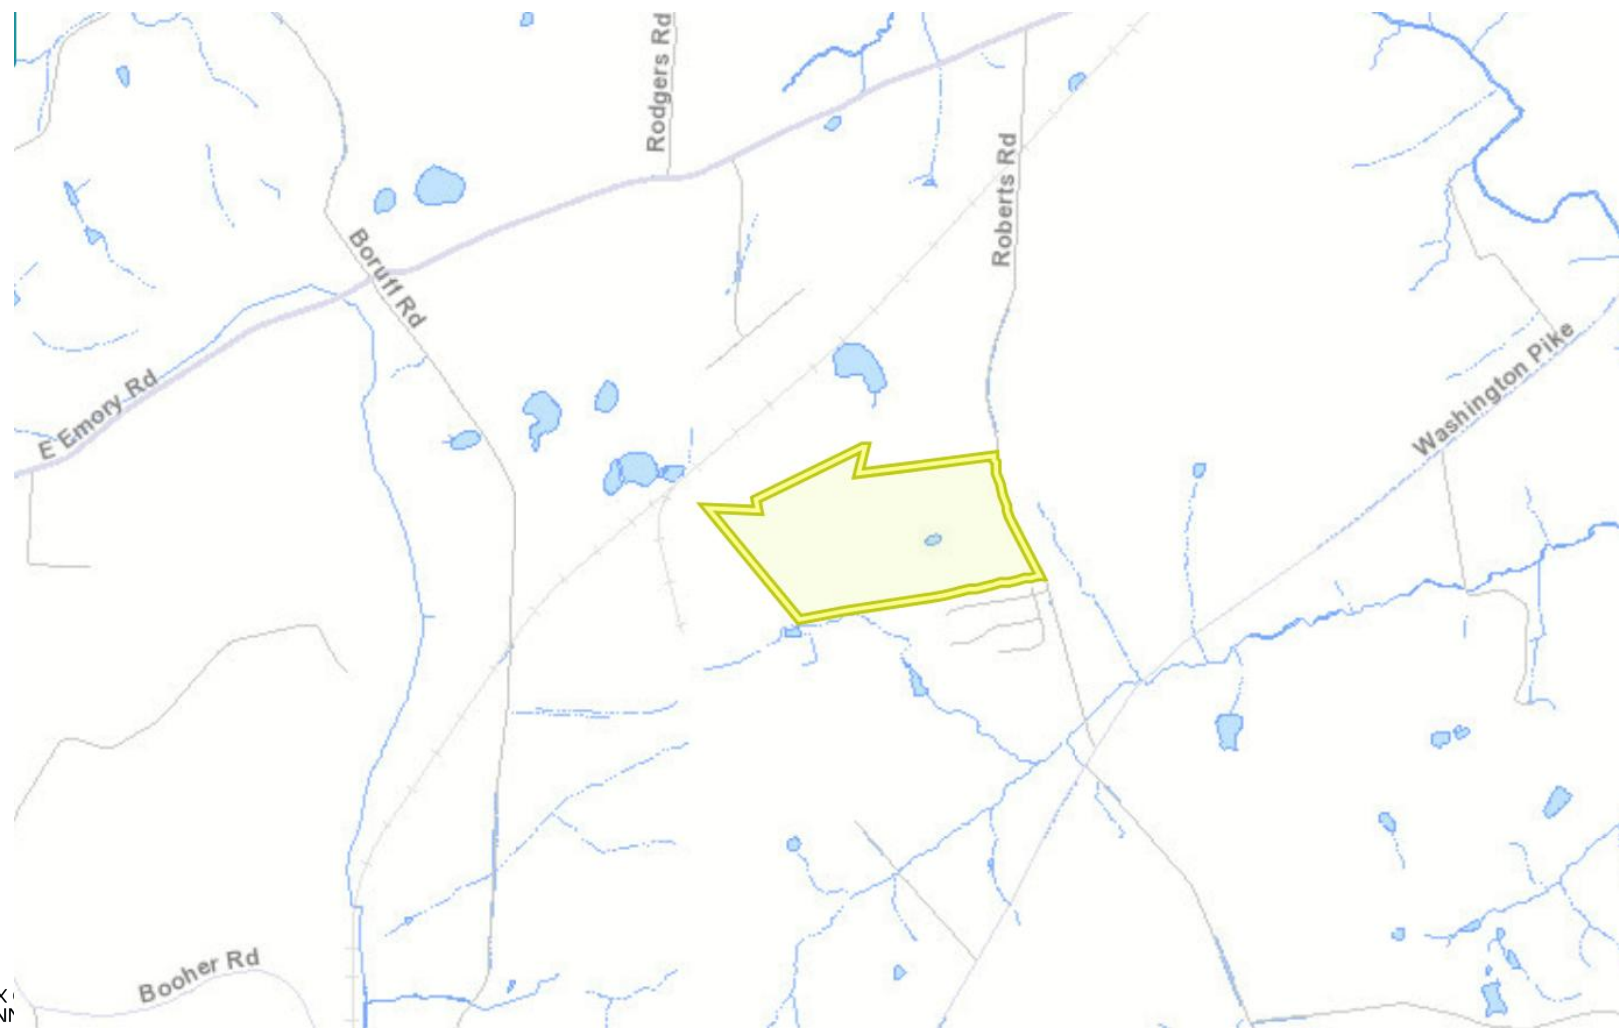 Rodgers Rd
Roberts Rd
Boruff Rd
E Emory Rd
Washington Pike
Booher Rd